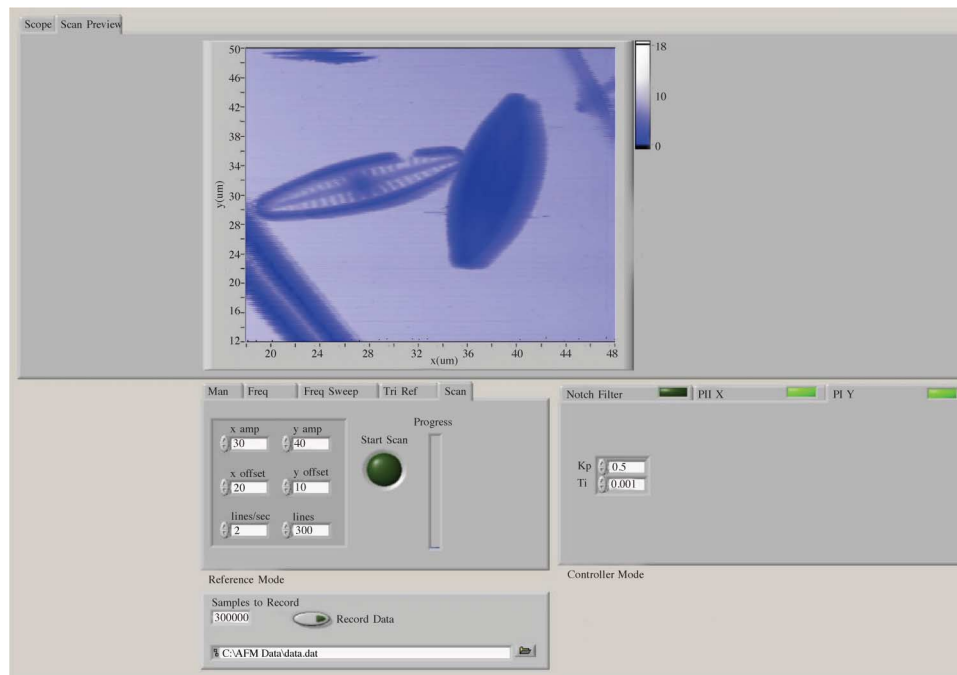 Scope Scan Preview
50
46
42
38
34
30
28
24
20
16
12
y(um)
20 24 28 32 36 40 44 48
x(um)
18
10
0
Man Freq Freq Sweep Tri Ref Scan
x amp y amp
30 40
x offset y offset
20 10
lines/sec lines
2 300
Start Scan
Progress
Reference Mode
Samples to Record
300000
Record Data
C:\AFM Data\data.dat
Notch Filter PII X PI Y
Kp 0.5
Ti 0.001
Controller Mode